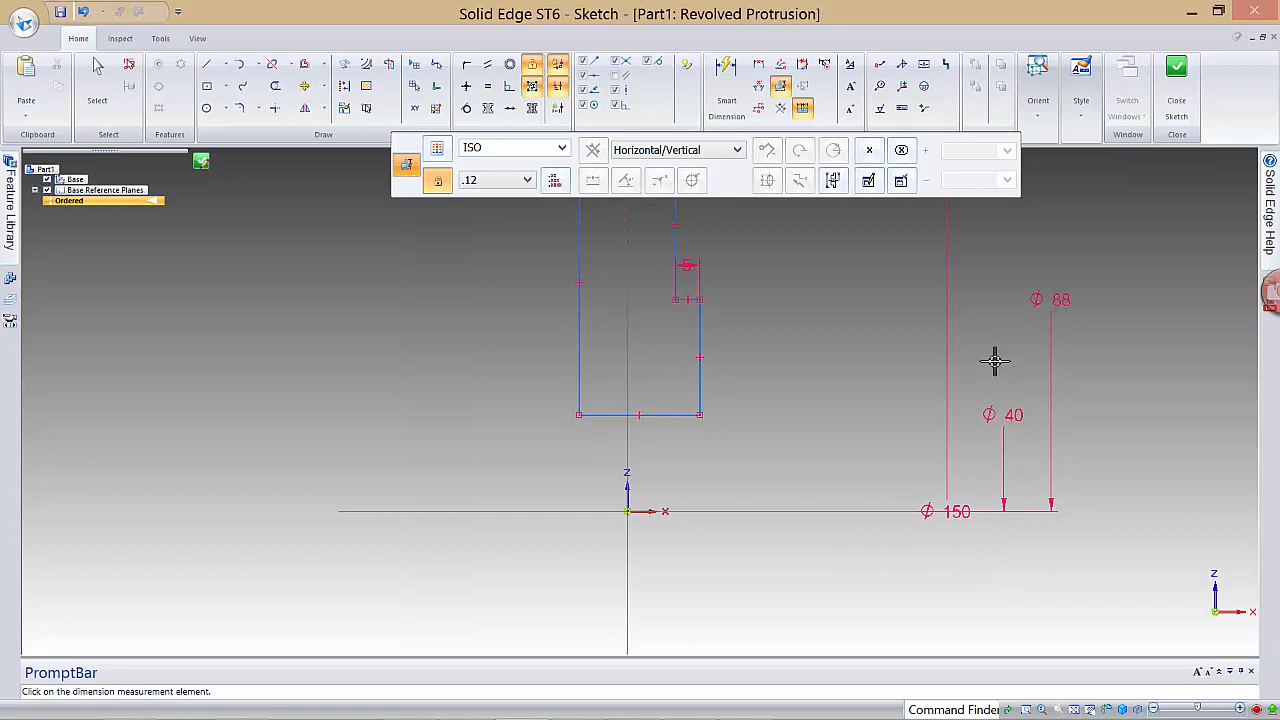 Solid Edge ST6 - Sketch - [Part1: Revolved Protrusion]
Home Inspect Tools View
Paste
Select
Smart Dimension
Orient
Style
Switch Windows
Close Sketch
Clipboard Select Features Draw Window Close
ISO
Horizontal/Vertical
.12
Part1
Base
Base Reference Planes
Ordered
Feature Library
Solid Edge Help
5
Ø 88
Ø 40
Ø 150
z
x
z
x
PromptBar
Click on the dimension measurement element.
Command Finder